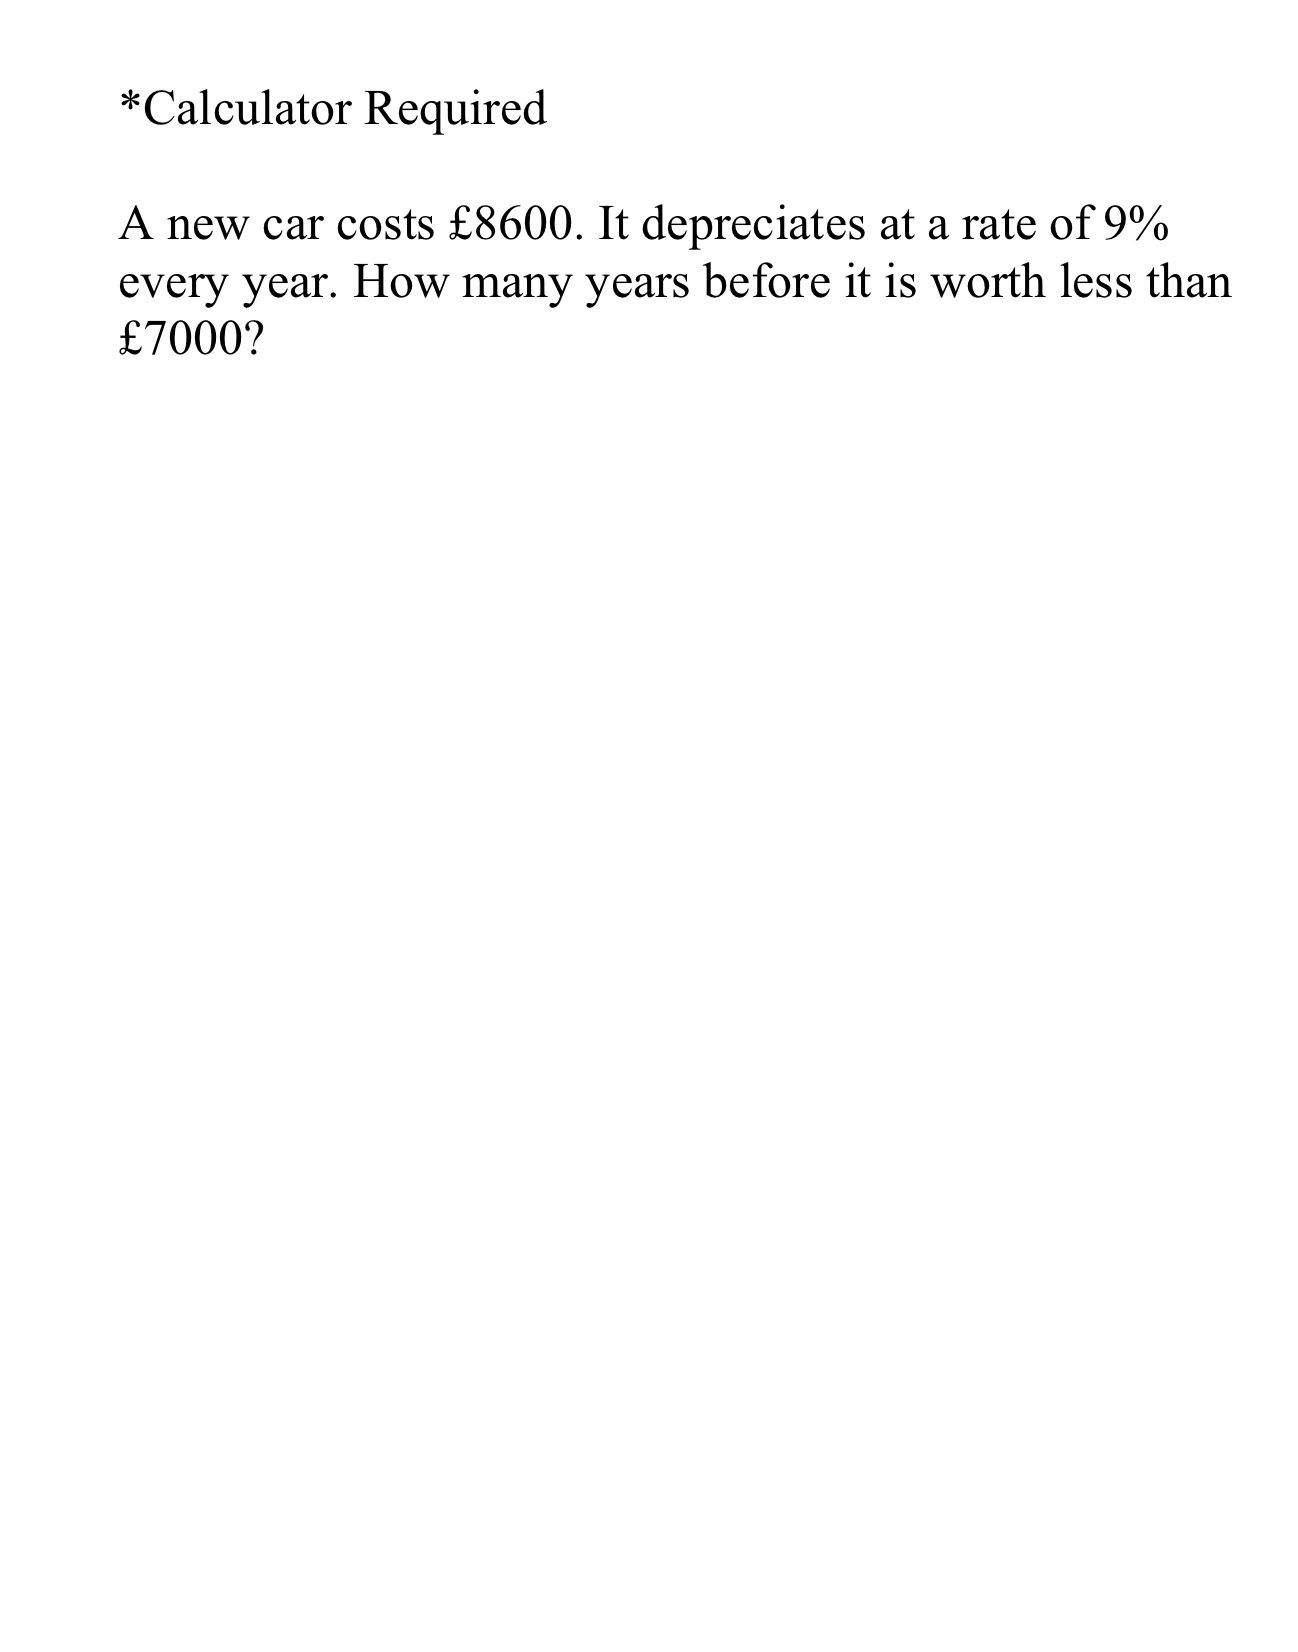 *Calculator Required
A new car costs £8600. It depreciates at a rate of 9%
every year. How many years before it is worth less than
£7000?